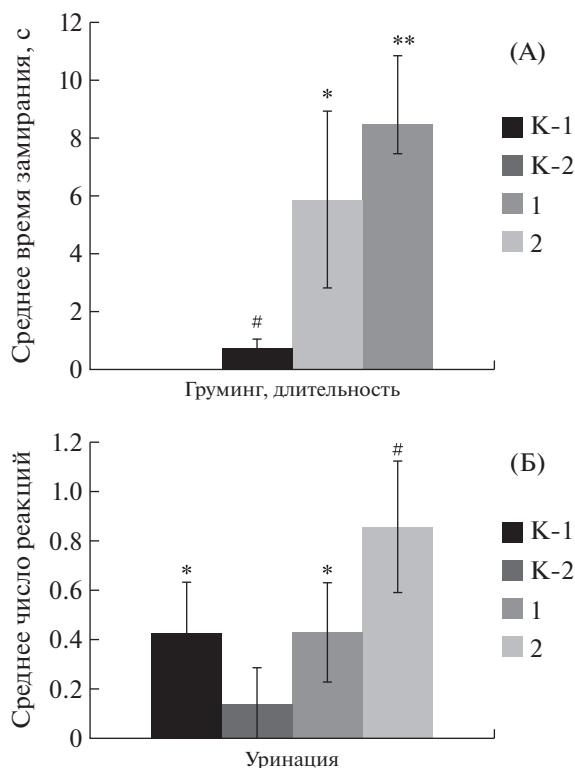 Среднее время замирания, с
12
10
8
6
4
2
0
#
*
**
(А)
К-1
К-2
1
2
Груминг, длительность
Среднее число реакций
1.2
1.0
0.8
0.6
0.4
0.2
0
*
*
#
(Б)
К-1
К-2
1
2
Уринация